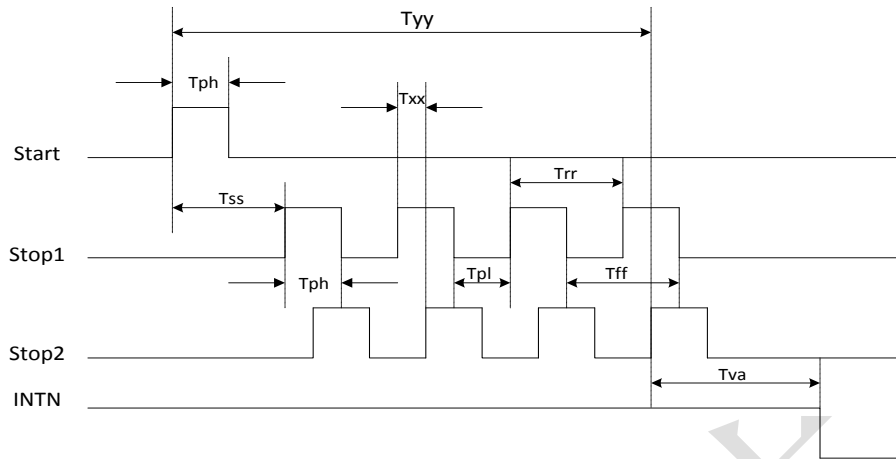 Tyy
Tph
Txx
Start
Trr
Tss
Stop1
Tph
Tpl
Tff
Stop2
Tva
INTN